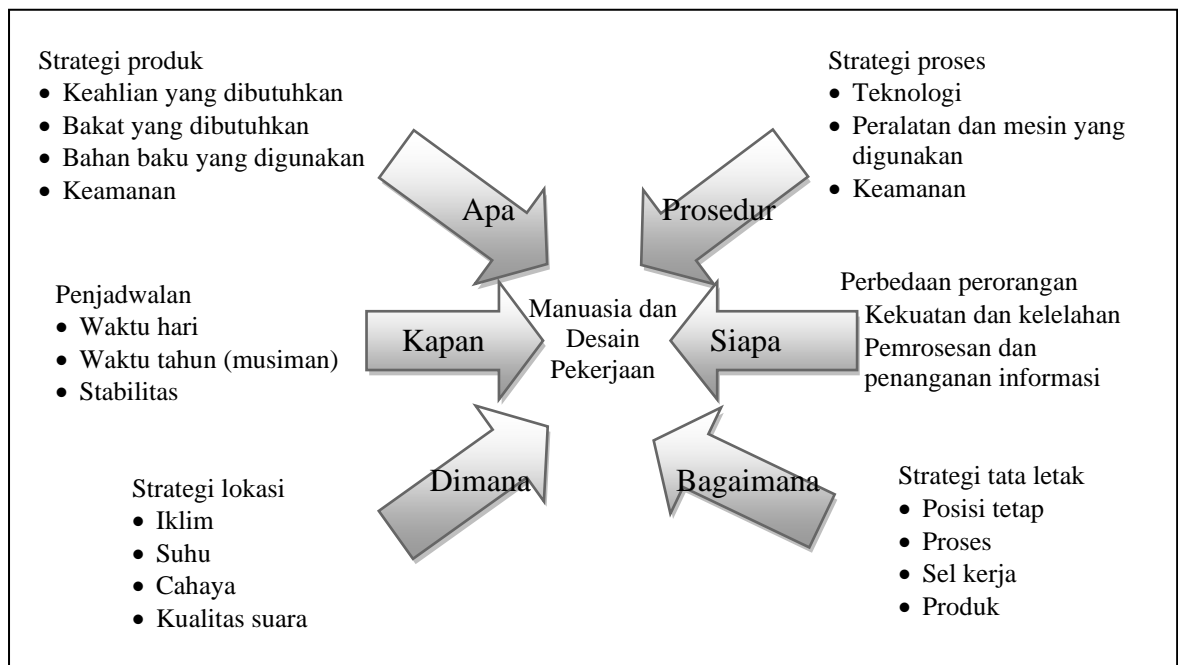 Strategi produk
• Keahlian yang dibutuhkan
• Bakat yang dibutuhkan
• Bahan baku yang digunakan
• Keamanan
Strategi proses
• Teknologi
• Peralatan dan mesin yang
digunakan
• Keamanan
Apa
Prosedur
Penjadwalan
• Waktu hari
• Waktu tahun (musiman)
• Stabilitas
Kapan
Manuasia dan
Desain
Pekerjaan
Siapa
Perbedaan perorangan
Kekuatan dan kelelahan
Pemrosesan dan
penanganan informasi
Dimana
Bagaimana
Strategi lokasi
• Iklim
• Suhu
• Cahaya
• Kualitas suara
Strategi tata letak
• Posisi tetap
• Proses
• Sel kerja
• Produk